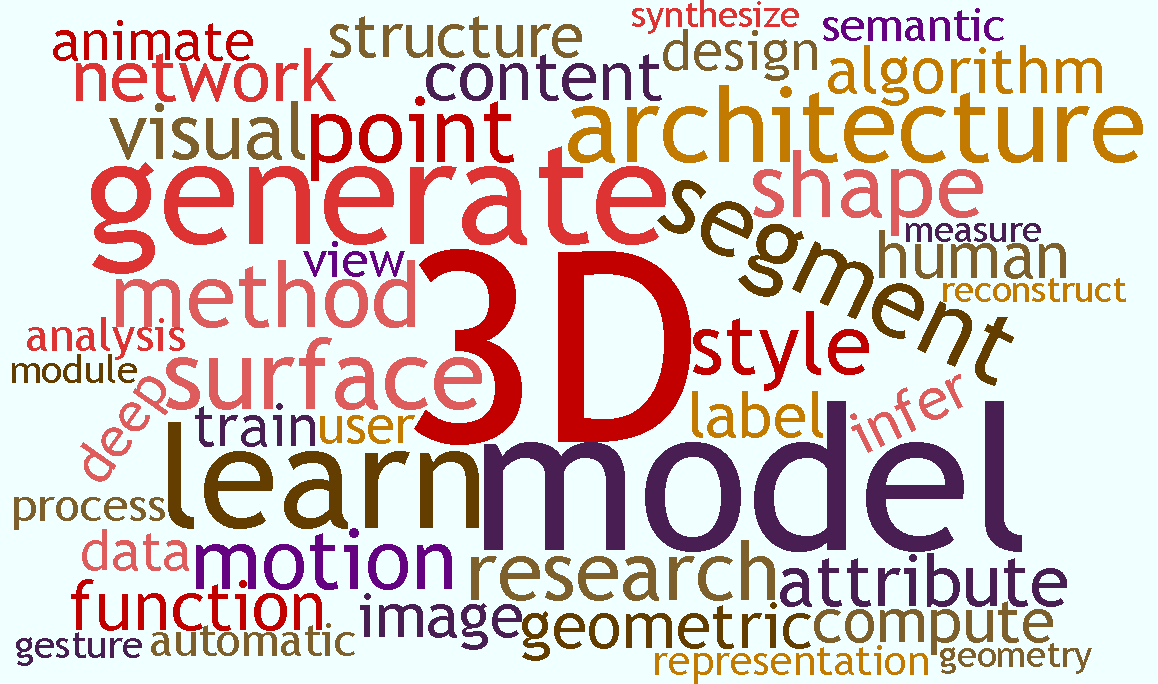 synthesize
animate
structure
semantic
design
network
content
algorithm
visual
point
architecture
generate
segment
shape
measure
view
human
method
3D
reconstruct
analysis
style
module
surface
deep
infer
train
user
label
learn
model
process
data
motion
research
attribute
function
image
geometric
compute
gesture
automatic
representation
geometry